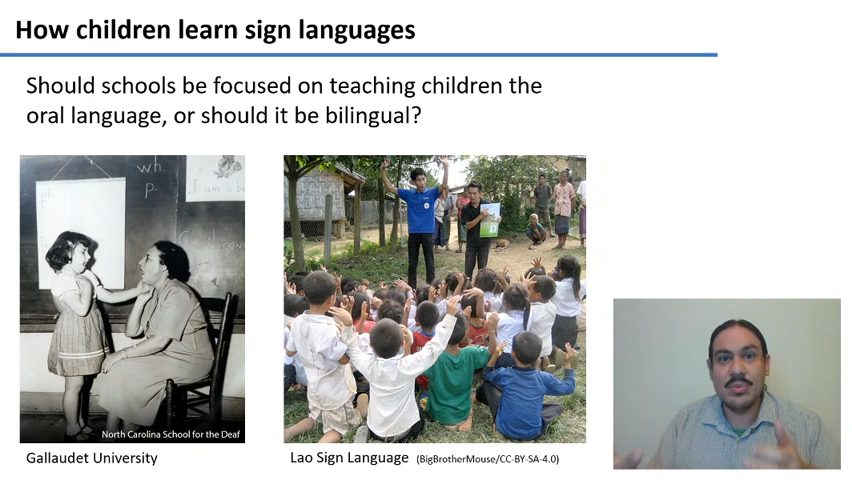 How children learn sign languages
Should schools be focused on teaching children the
oral language, or should it be bilingual?
wh
p
North Carolina School for the Deaf
Gallaudet University
Lao Sign Language (BigBrotherMouse/CC-BY-SA-4.0)